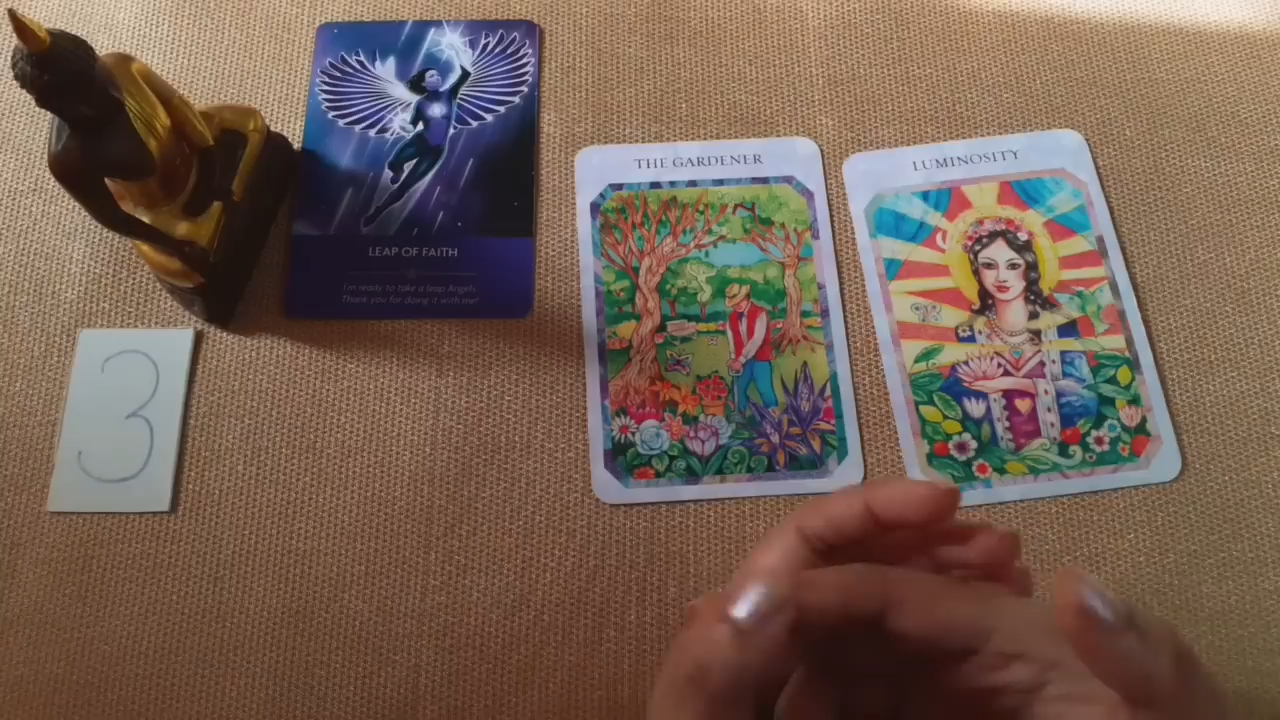 LEAP OF FAITH
I'm ready to take a leap Angels.
Thank you for doing it with me!
THE GARDENER
LUMINOSITY
3